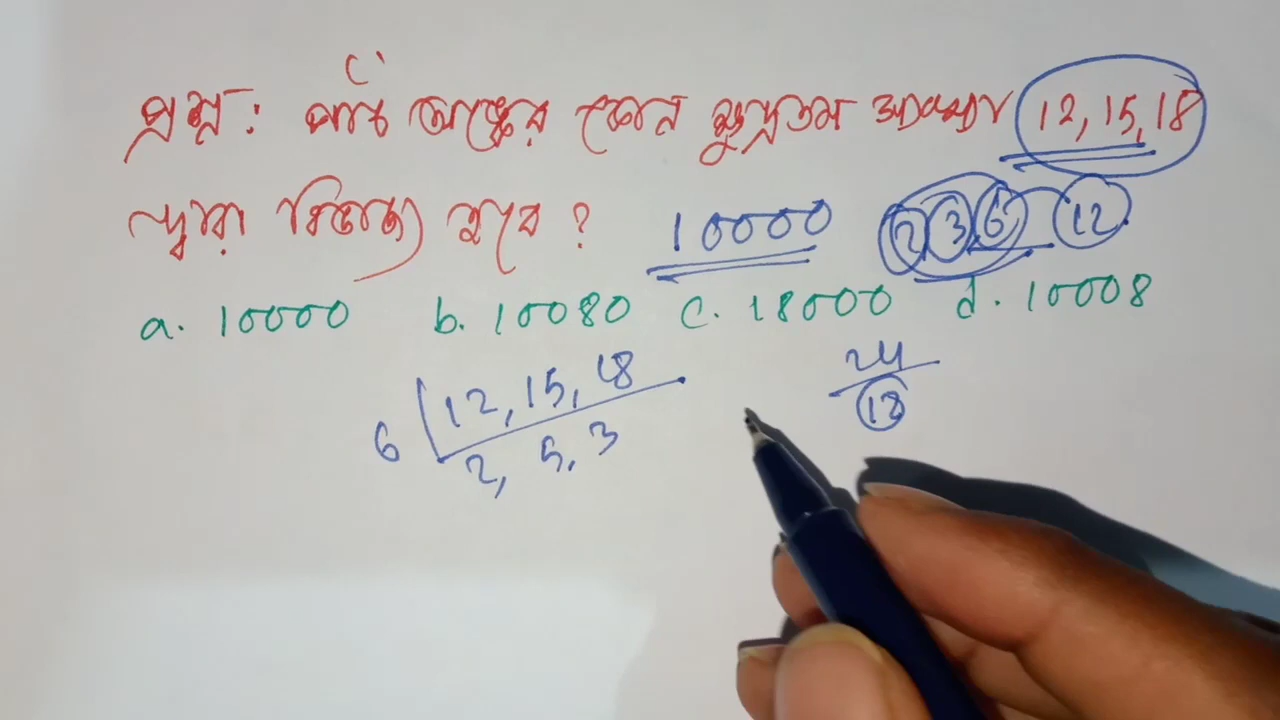 প্রশ্ন: পাঁচ অঙ্কের কোন ক্ষুদ্রতম সংখ্যা 12, 15, 18
দ্বারা বিভাজ্য হবে? 10000 2 3 6 12
a. 10000 b. 10080 c. 18000 d. 10008
6 12, 15, 18 24
2, 5, 3 12